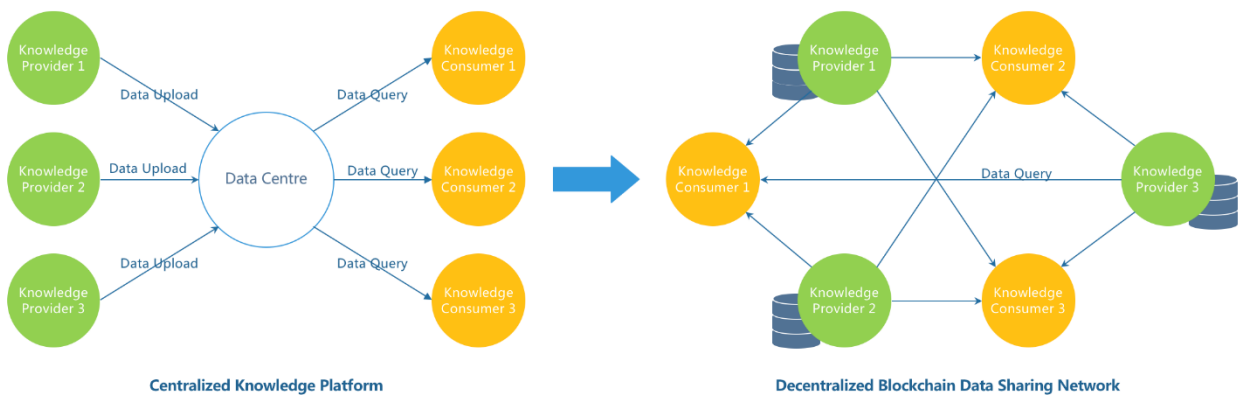 Knowledge
Provider 1
Data Upload
Knowledge
Provider 2
Data Upload
Knowledge
Provider 3
Data Upload
Data Centre
Data Query
Knowledge
Consumer 1
Data Query
Knowledge
Consumer 2
Data Query
Knowledge
Consumer 3
Centralized Knowledge Platform
Knowledge
Provider 1
Knowledge
Consumer 2
Knowledge
Consumer 1
Data Query
Knowledge
Provider 3
Knowledge
Provider 2
Knowledge
Consumer 3
Decentralized Blockchain Data Sharing Network